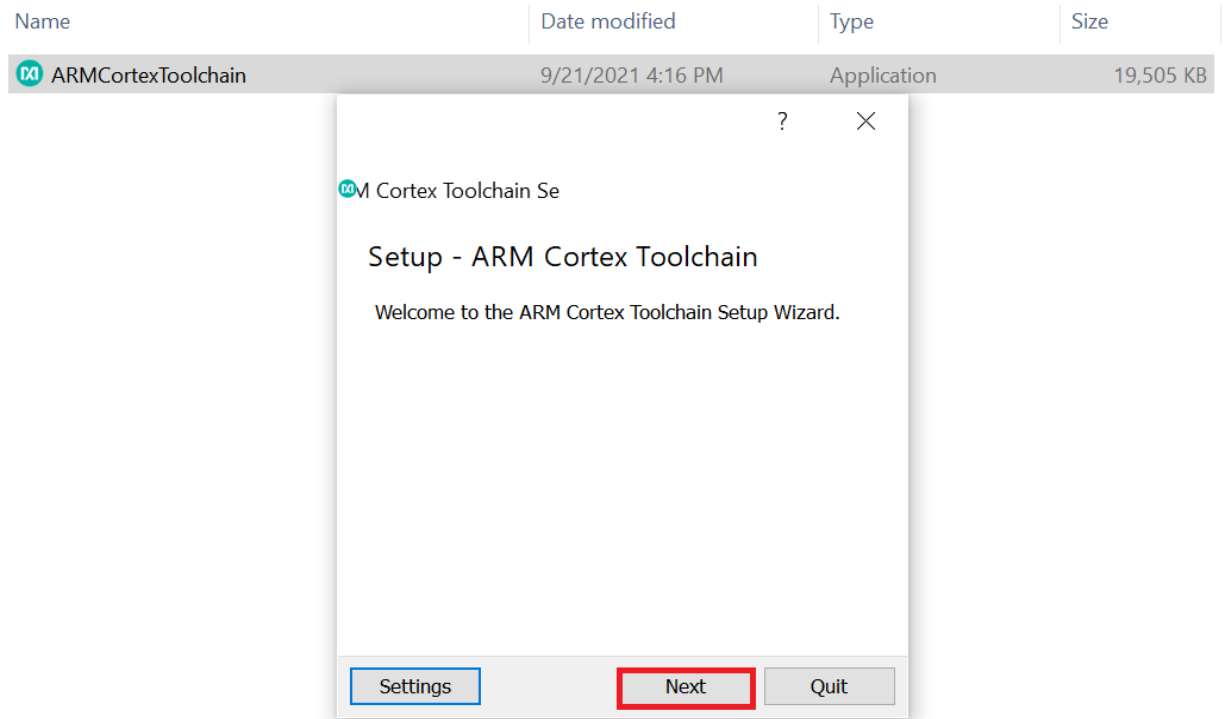 Name Date modified Type Size
ARMCortexToolchain 9/21/2021 4:16 PM Application 19,505 KB
?
M Cortex Toolchain Se
Setup - ARM Cortex Toolchain
Welcome to the ARM Cortex Toolchain Setup Wizard.
Settings Next Quit